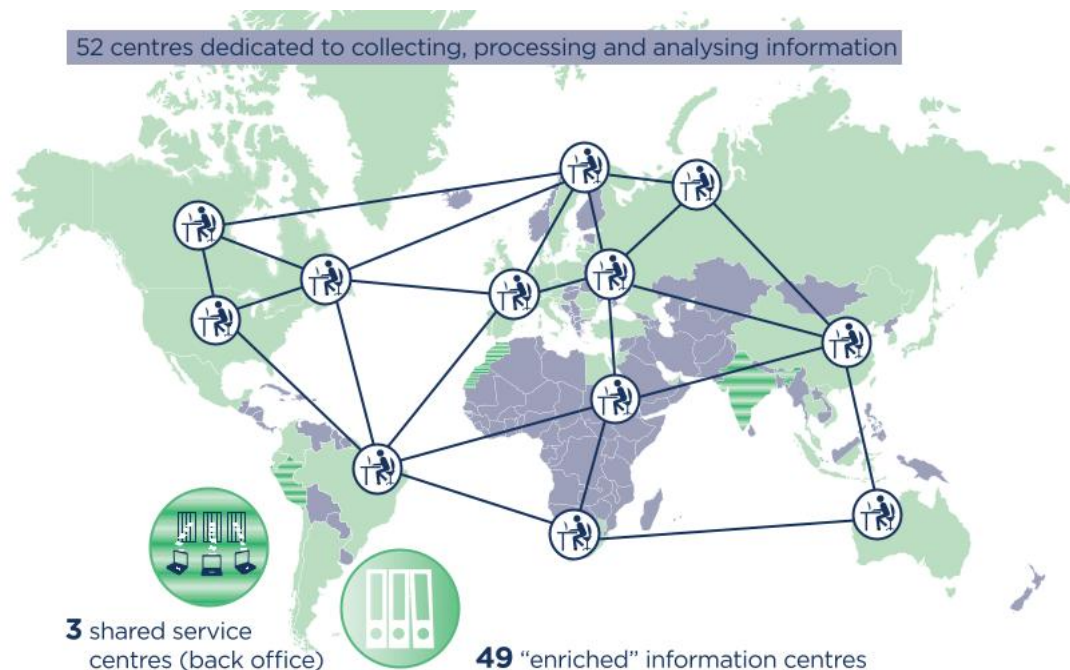 52 centres dedicated to collecting, processing and analysing information
3 shared service
centres (back office)
49 “enriched” information centres